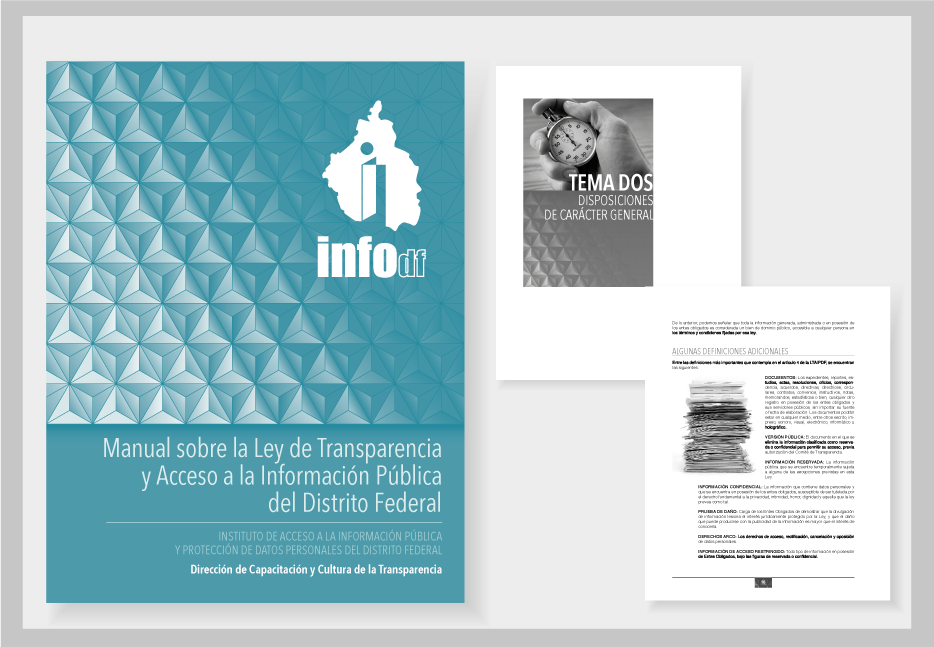 infodf
Manual sobre la Ley de Transparencia
y Acceso a la Información Pública
del Distrito Federal
INSTITUTO DE ACCESO A LA INFORMACIÓN PÚBLICA
Y PROTECCIÓN DE DATOS PERSONALES DEL DISTRITO FEDERAL
Dirección de Capacitación y Cultura de la Transparencia
TEMA DOS
DISPOSICIONES
DE CARÁCTER GENERAL
De lo anterior, podemos señalar que toda la información generada, administrada o en posesión de
los entes obligados es considerada un bien de dominio público, accesible a cualquier persona en
los términos y condiciones fijadas por esa ley.
ALGUNAS DEFINICIONES ADICIONALES
Entre las definiciones más importantes que contempla en el artículo 4 de la LTAIPDF, se encuentran
las siguientes:
DOCUMENTOS: Los expedientes, reportes, es-
tudios, actas, resoluciones, oficios, correspon-
dencia, acuerdos, directivas, directrices, circu-
lares, contratos, convenios, instructivos, notas,
memorandos, estadísticas o bien, cualquier otro
registro en posesión de los entes obligados y
sus servidores públicos, sin importar su fuente
o fecha de elaboración. Los documentos podrán
estar en cualquier medio, entre otros escrito, im-
preso, sonoro, visual, electrónico, informático u
holográfico.
VERSIÓN PÚBLICA: El documento en el que se
elimina la información clasificada como reserva-
da o confidencial para permitir su acceso, previa
autorización del Comité de Transparencia.
INFORMACIÓN RESERVADA: La información
pública que se encuentra temporalmente sujeta
a alguna de las excepciones previstas en esta
Ley.
INFORMACIÓN CONFIDENCIAL: La información que contiene datos personales y
que se encuentra en posesión de los entes obligados, susceptible de ser tutelada por
el derecho fundamental a la privacidad, intimidad, honor, dignidad y aquella que la ley
prevea como tal.
PRUEBA DE DAÑO: Carga de los Entes Obligados de demostrar que la divulgación
de información lesiona el interés jurídicamente protegido por la Ley, y que el daño
que puede producirse con la publicidad de la información es mayor que el interés de
conocerla.
DERECHOS ARCO: Los derechos de acceso, rectificación, cancelación y oposición
de datos personales.
INFORMACIÓN DE ACCESO RESTRINGIDO: Todo tipo de información en posesión
de Entes Obligados, bajo las figuras de reservada o confidencial.